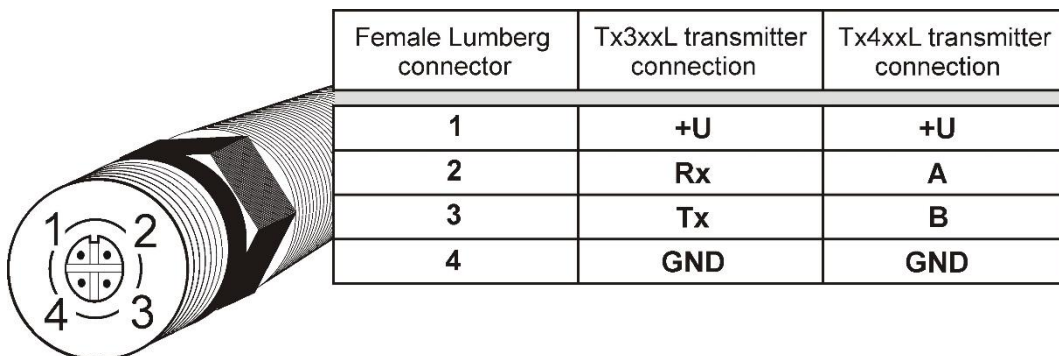 Female Lumberg connector | Tx3xxL transmitter connection | Tx4xxL transmitter connection
1 | +U | +U
2 | Rx | A
3 | Tx | B
4 | GND | GND
1 2
4 3